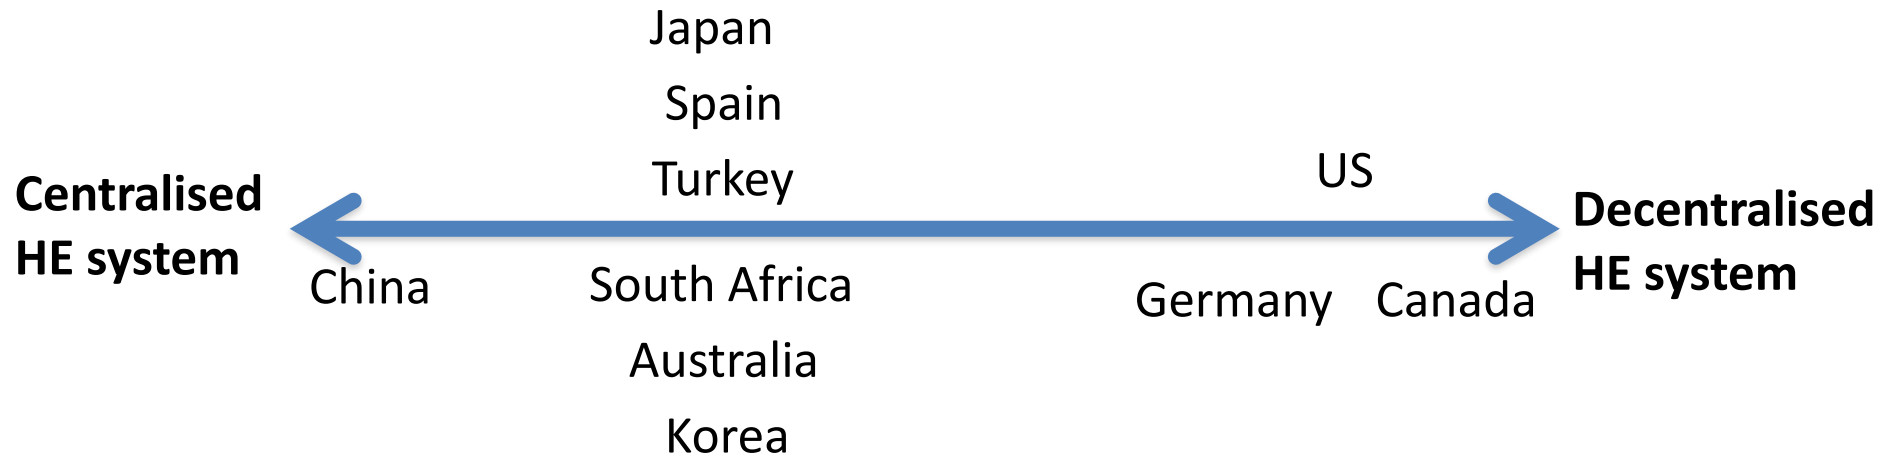 Japan
Spain
Turkey
US
Centralised
HE system
Decentralised
HE system
China
South Africa
Germany
Canada
Australia
Korea